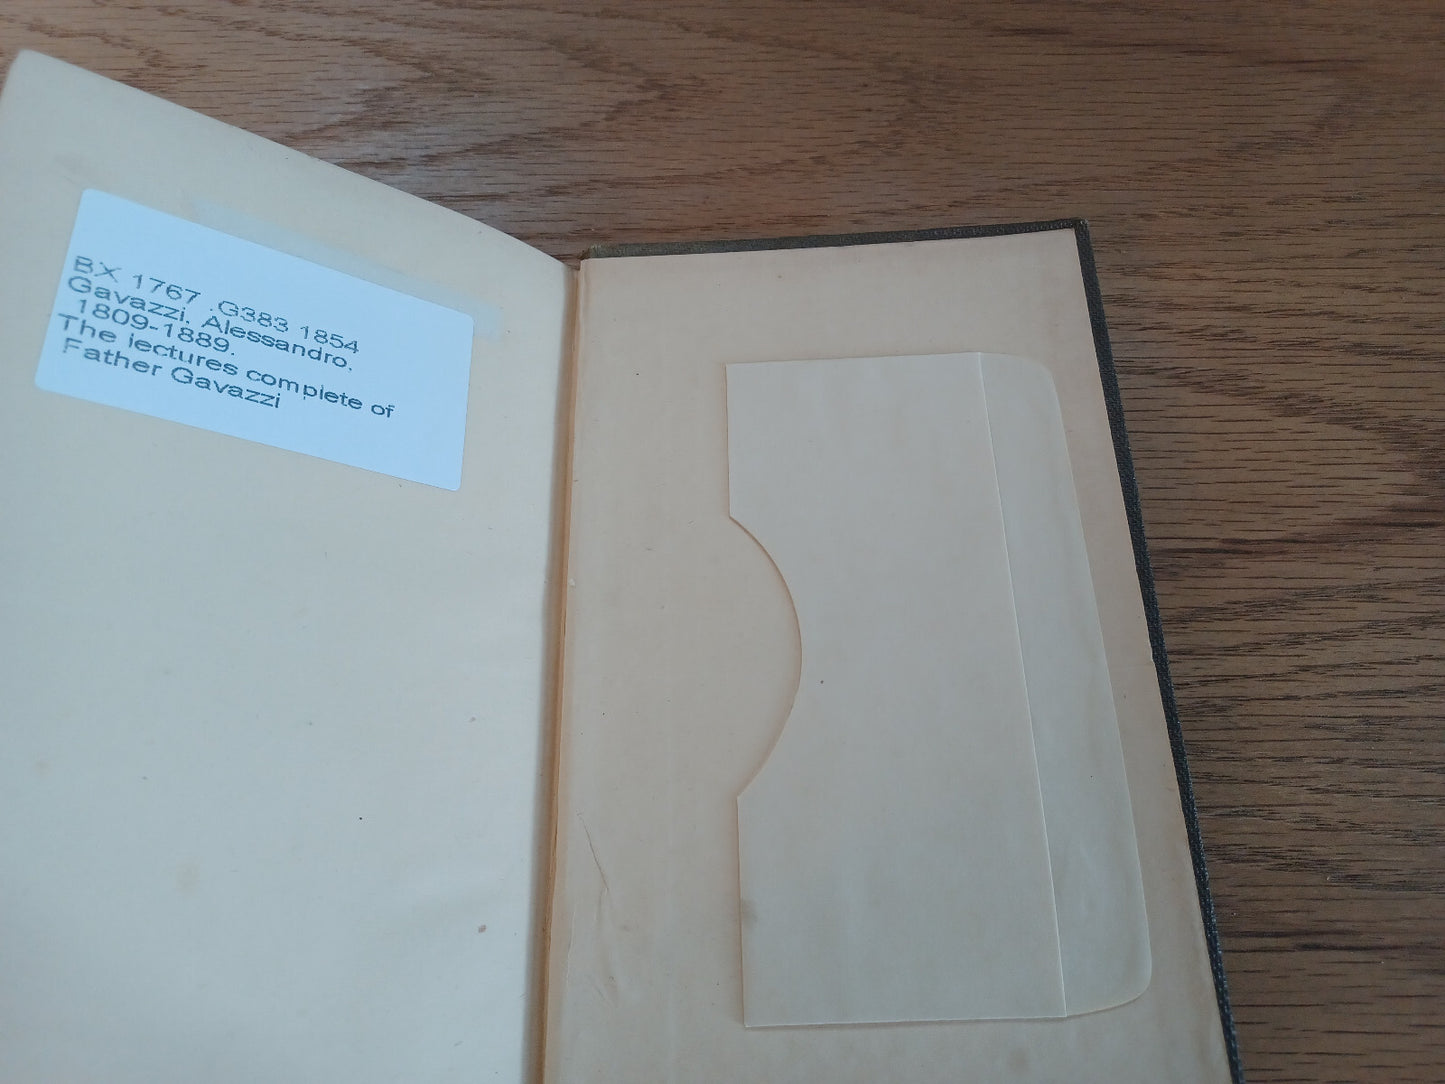 BX 1767 .G383 1854
Gavazzi, Alessandro,
1809-1889.
The lectures complete of
Father Gavazzi